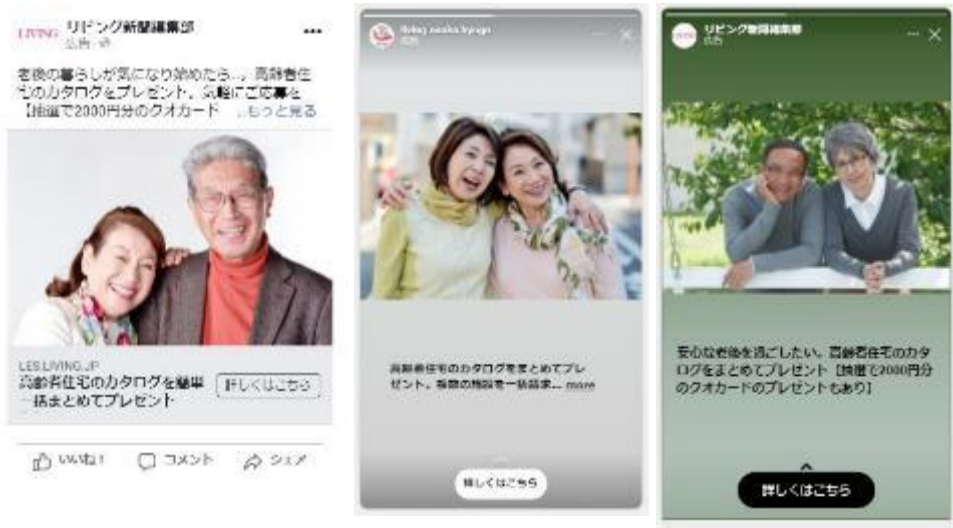 LIVING
リビング新聞編集部
広告
老後の暮らしが気になり始めたら…。高齢者住
宅のカタログをプレゼント。気軽にご応募を
【抽選で2000円分のクオカード …もっと見る
LES.LIVING.JP
高齢者住宅のカタログを簡単
一括まとめてプレゼント
詳しくはこちら
いいね!
コメント
シェア
広告
高齢者住宅のカタログをまとめてプレ
ゼント。複数の施設を一括請求... more
詳しくはこちら
リビング新聞編集部
広告
安心な老後を過ごしたい。高齢者住宅のカタ
ログをまとめてプレゼント【抽選で2000円分
のクオカードのプレゼントもあり】
詳しくはこちら